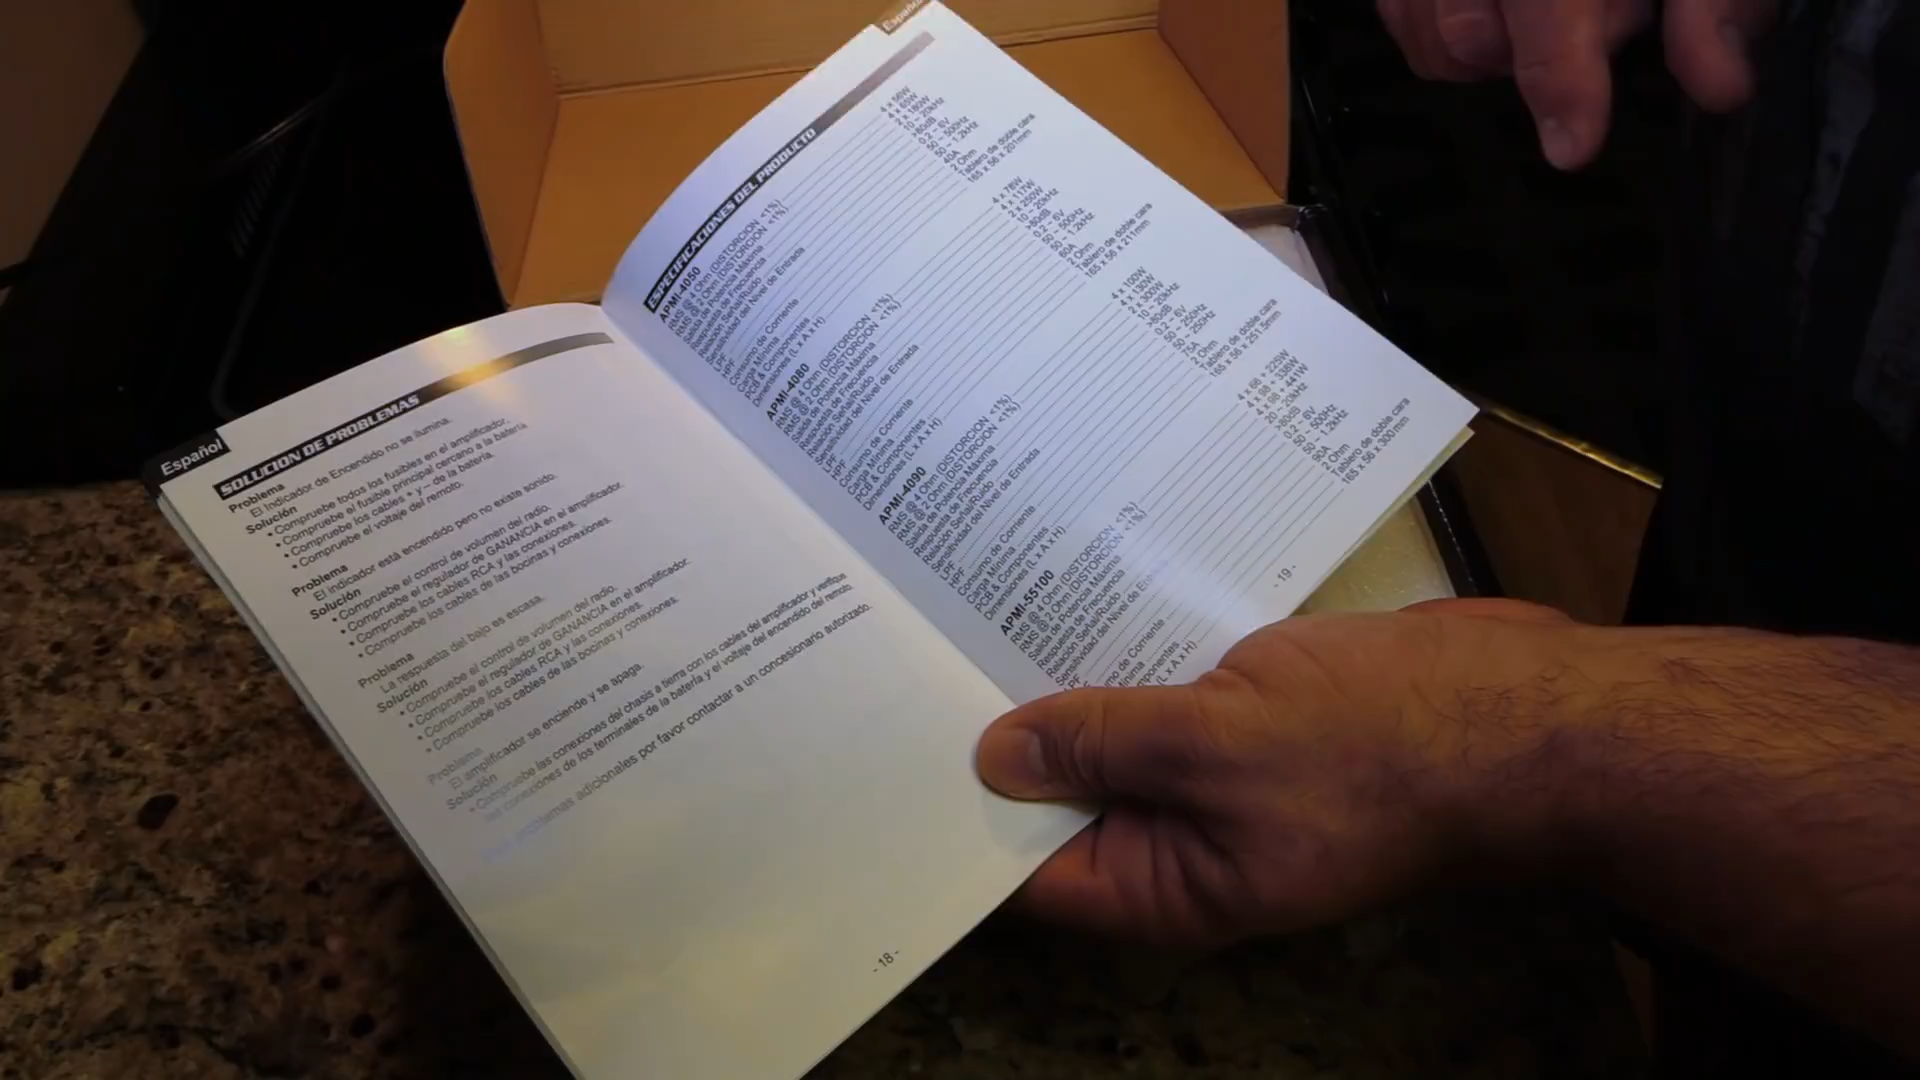 Español
SOLUCION DE PROBLEMAS
Problema
El Indicador de Encendido no se ilumina.
Solución
• Compruebe todos los fusibles en el amplificador.
• Compruebe el fusible principal cercano a la batería
• Compruebe los cables + y – de la batería.
• Compruebe el voltaje del remoto.
Problema
El indicador está encendido pero no existe sonido.
Solución
• Compruebe el control de volumen del radio.
• Compruebe el regulador de GANANCIA en el amplificador.
• Compruebe los cables RCA y las conexiones.
• Compruebe los cables de las bocinas y conexiones.
Problema
La respuesta del bajo es escasa.
Solución
• Compruebe el control de volumen del radio.
• Compruebe el regulador de GANANCIA en el amplificador.
• Compruebe los cables RCA y las conexiones.
• Compruebe los cables de las bocinas y conexiones.
Problema
El amplificador se enciende y se apaga.
Solución
• Compruebe las conexiones del chasis a tierra con los cables del amplificador y verifique
las conexiones de los terminales de la batería y el voltaje del encendido del remoto.
problemas adicionales por favor contactar a un concesionario autorizado.
- 18 -
Español
ESPECIFICACIONES DEL PRODUCTO
APMI-4050
RMS @ 4 Ohm (DISTORCION <1%) 4 x 56W
RMS @ 2 Ohm (DISTORCION <1%) 4 x 65W
Salida de Potencia Máxima 2 x 180W
Respuesta de Frecuencia 10 ~ 20kHz
Relación Señal/Ruido >80dB
Sensitividad del Nivel de Entrada 0.2 ~ 6V
LPF 50 ~ 500Hz
HPF 50 ~ 1.2kHz
Consumo de Corriente 40A
Carga Mínima 2 Ohm
PCB & Componentes Tablero de doble cara
Dimensiones (L x A x H) 165 x 56 x 201mm
APMI-4080
RMS @ 4 Ohm (DISTORCION <1%) 4 x 78W
RMS @ 2 Ohm (DISTORCION <1%) 4 x 117W
Salida de Potencia Máxima 2 x 250W
Respuesta de Frecuencia 10 ~ 20kHz
Relación Señal/Ruido >80dB
Sensitividad del Nivel de Entrada 0.2 ~ 6V
LPF 50 ~ 500Hz
HPF 50 ~ 1.2kHz
Consumo de Corriente 60A
Carga Mínima 2 Ohm
PCB & Componentes Tablero de doble cara
Dimensiones (L x A x H) 165 x 56 x 211mm
APMI-4090
RMS @ 4 Ohm (DISTORCION <1%) 4 x 100W
RMS @ 2 Ohm (DISTORCION <1%) 4 x 130W
Salida de Potencia Máxima 2 x 300W
Respuesta de Frecuencia 10 ~ 20kHz
Relación Señal/Ruido >80dB
Sensitividad del Nivel de Entrada 0.2 ~ 6V
LPF 50 ~ 250Hz
HPF 50 ~ 250Hz
Consumo de Corriente 75A
Carga Mínima 2 Ohm
PCB & Componentes Tablero de doble cara
Dimensiones (L x A x H) 165 x 56 x 251.5mm
APMI-55100
RMS @ 4 Ohm (DISTORCION <1%) 4 x 66 + 225W
RMS @ 2 Ohm (DISTORCION <1%) 4 x 98 + 336W
Salida de Potencia Máxima 4 x 98 + 441W
Respuesta de Frecuencia 20 ~ 20kHz
Relación Señal/Ruido >80dB
Sensitividad del Nivel de Entrada 0.2 ~ 6V
LPF 50 ~ 500Hz
50 ~ 1.2kHz
de Corriente 90A
Mínima 2 Ohm
Tablero de doble cara
(L x A x H) 165 x 56 x 300mm
- 19 -